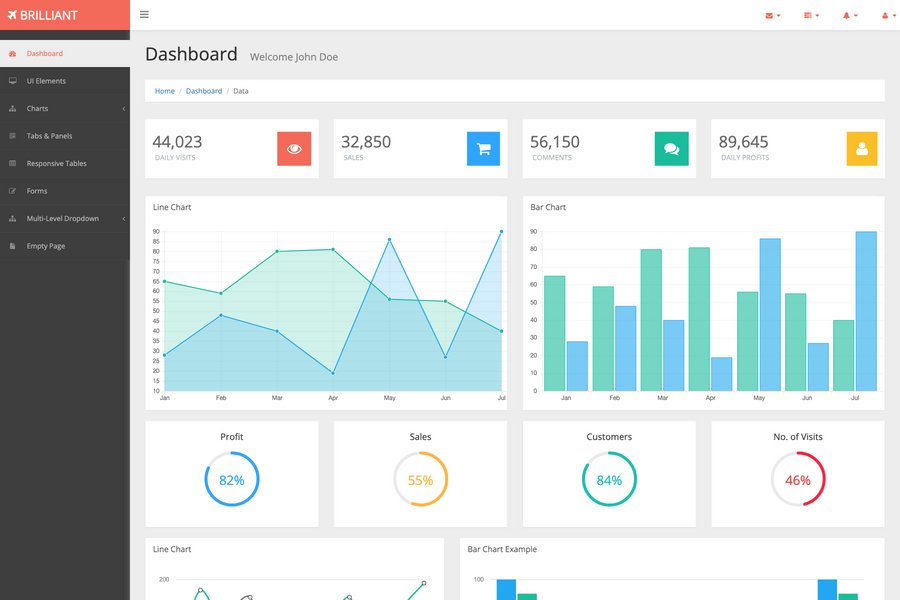 BRILLIANT
Dashboard
UI Elements
Charts
Tabs & Panels
Responsive Tables
Forms
Multi-Level Dropdown
Empty Page
Dashboard Welcome John Doe
Home / Dashboard / Data
44,023
DAILY VISITS
32,850
SALES
56,150
COMMENTS
89,645
DAILY PROFITS
Line Chart
90
85
80
75
70
65
60
55
50
45
40
35
30
25
20
15
10
Jan Feb Mar Apr May Jun Jul
Bar Chart
90
80
70
60
50
40
30
20
10
0
Jan Feb Mar Apr May Jun Jul
Profit
82%
Sales
55%
Customers
84%
No. of Visits
46%
Line Chart
200
Bar Chart Example
100